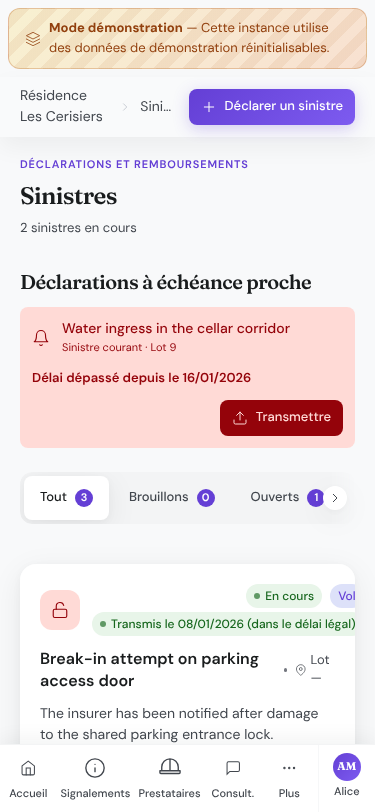 Mode démonstration — Cette instance utilise
des données de démonstration réinitialisables.
Résidence
Les Cerisiers
Sini...
Déclarer un sinistre
DÉCLARATIONS ET REMBOURSEMENTS
Sinistres
2 sinistres en cours
Déclarations à échéance proche
Water ingress in the cellar corridor
Sinistre courant · Lot 9
Délai dépassé depuis le 16/01/2026
Transmettre
Tout 3 Brouillons 0 Ouverts 1
En cours Vol
Transmis le 08/01/2026 (dans le délai légal)
Break-in attempt on parking
access door
• Lot
—
The insurer has been notified after damage
to the shared parking entrance lock.
AM
Accueil Signalements Prestataires Consult. Plus Alice